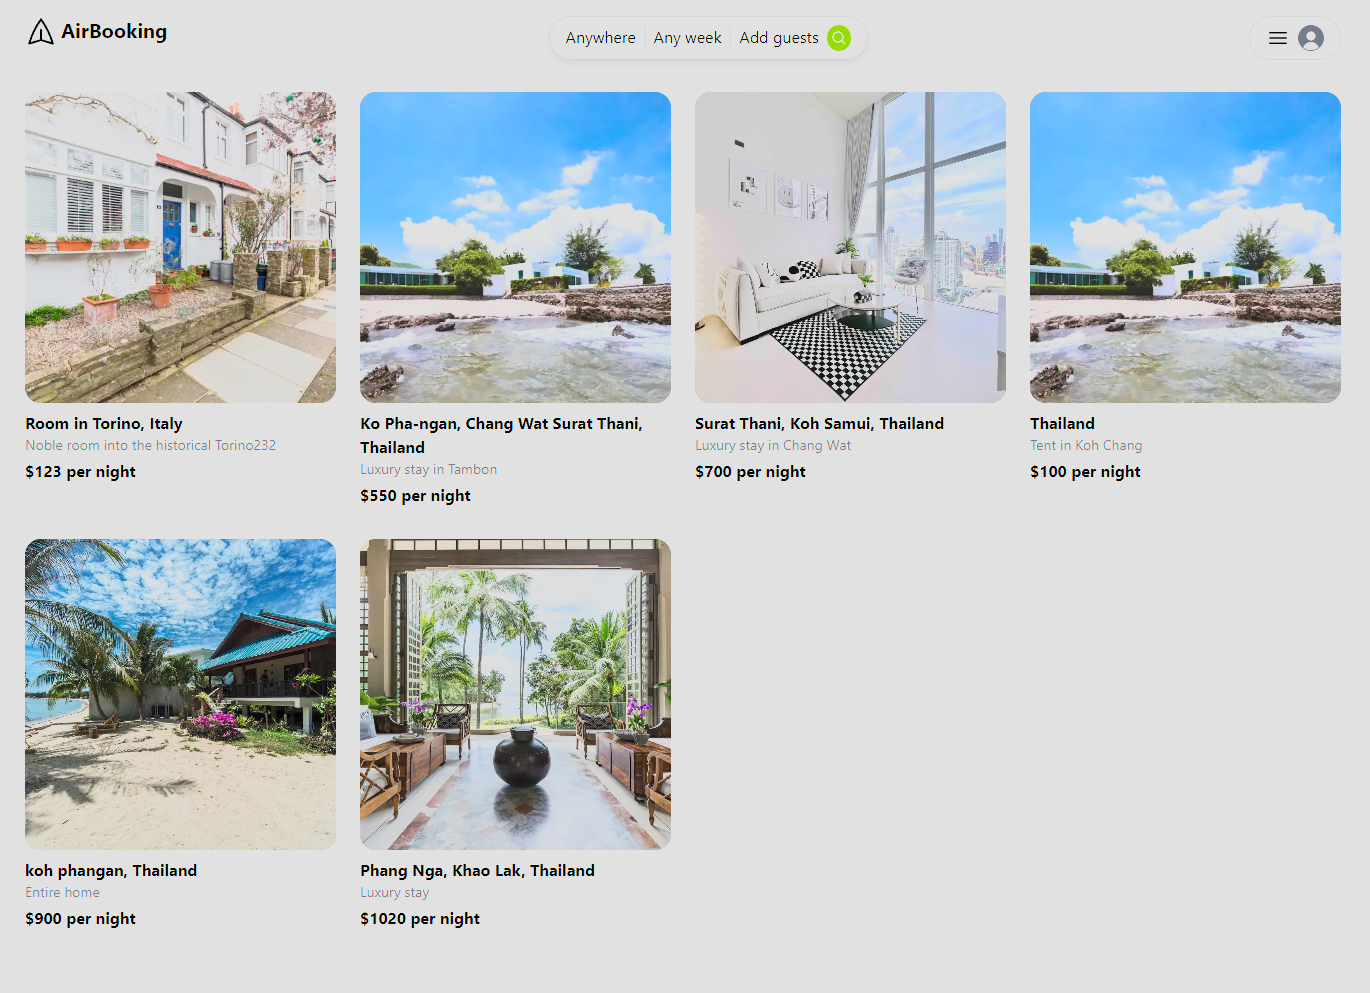 AirBooking
Anywhere
Any week
Add guests
Room in Torino, Italy
Noble room into the historical Torino232
$123 per night
Ko Pha-ngan, Chang Wat Surat Thani,
Thailand
Luxury stay in Tambon
$550 per night
Surat Thani, Koh Samui, Thailand
Luxury stay in Chang Wat
$700 per night
Thailand
Tent in Koh Chang
$100 per night
koh phangan, Thailand
Entire home
$900 per night
Phang Nga, Khao Lak, Thailand
Luxury stay
$1020 per night